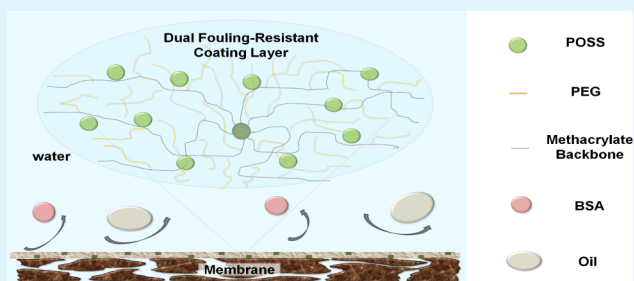 Dual Fouling-Resistant
Coating Layer
water
Membrane
POSS
PEG
Methacrylate
Backbone
BSA
Oil